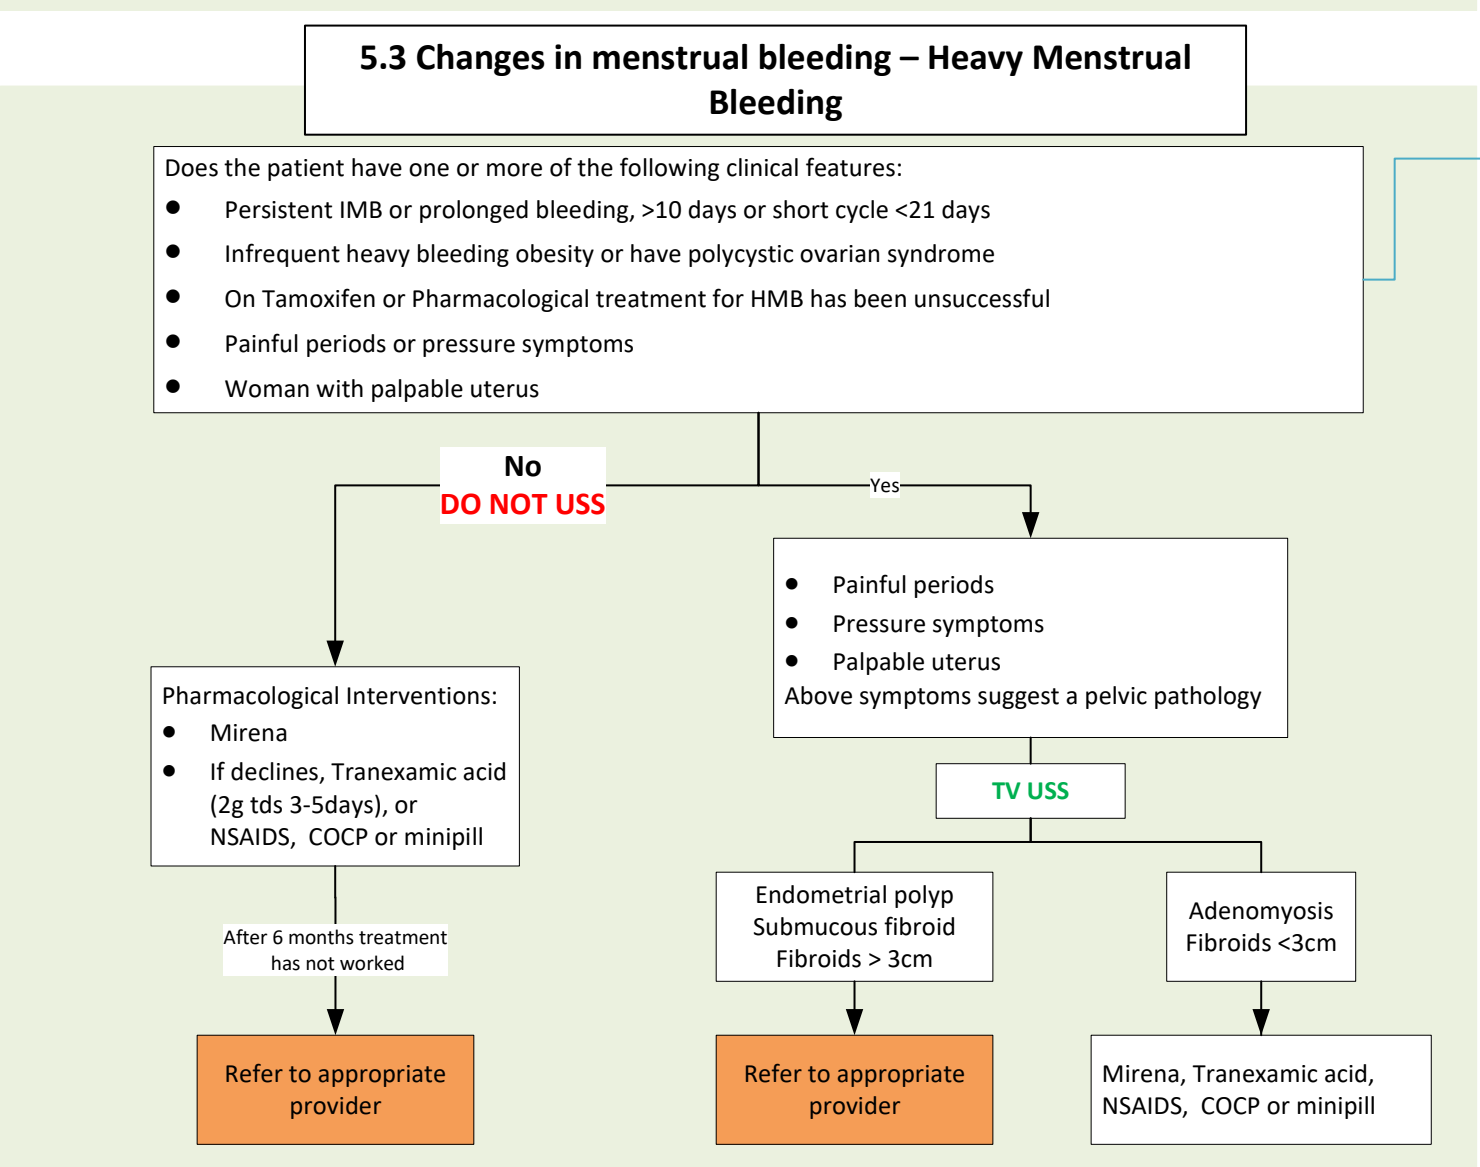 5.3 Changes in menstrual bleeding – Heavy Menstrual
Bleeding
Does the patient have one or more of the following clinical features:
● Persistent IMB or prolonged bleeding, >10 days or short cycle <21 days
● Infrequent heavy bleeding obesity or have polycystic ovarian syndrome
● On Tamoxifen or Pharmacological treatment for HMB has been unsuccessful
● Painful periods or pressure symptoms
● Woman with palpable uterus
No
DO NOT USS
Yes
● Painful periods
● Pressure symptoms
● Palpable uterus
Above symptoms suggest a pelvic pathology
Pharmacological Interventions:
● Mirena
● If declines, Tranexamic acid
(2g tds 3-5days), or
NSAIDS, COCP or minipill
TV USS
After 6 months treatment
has not worked
Endometrial polyp
Submucous fibroid
Fibroids > 3cm
Adenomyosis
Fibroids <3cm
Refer to appropriate
provider
Refer to appropriate
provider
Mirena, Tranexamic acid,
NSAIDS, COCP or minipill